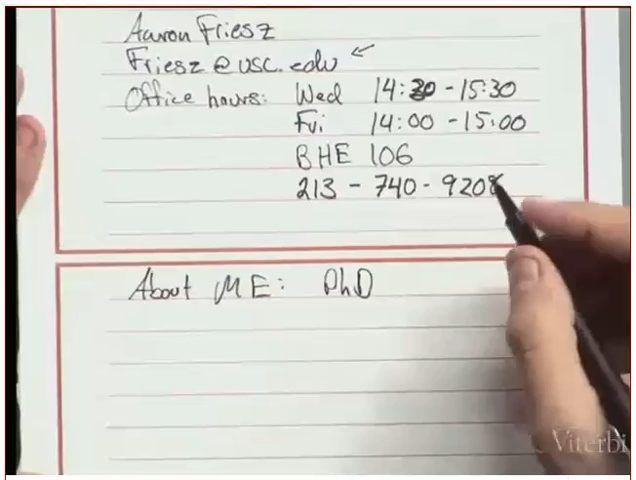 Aaron Friesz
Friesz@usc.edu ←
Office hours: Wed 14:30 - 15:30
Fri 14:00 - 15:00
BHE 106
213 - 740 - 9208
About ME: PhD
Viterbi